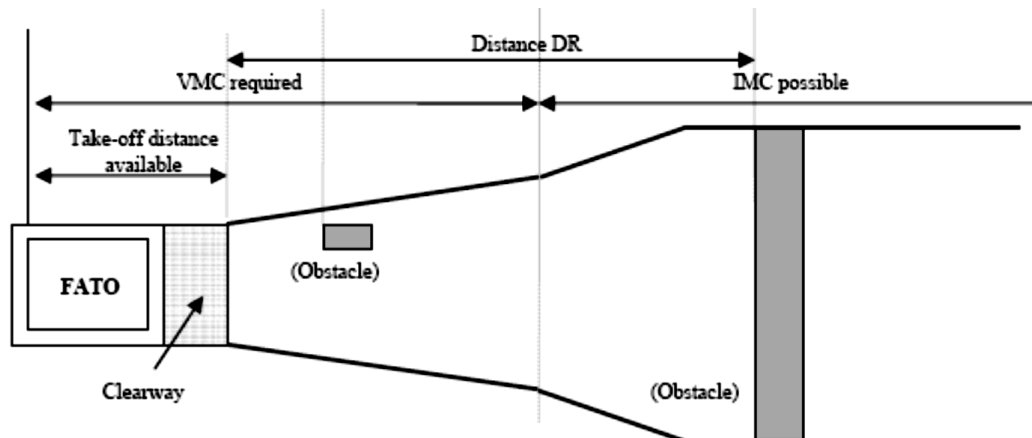 Distance DR
VMC required
IMC possible
Take-off distance
available
FATO
(Obstacle)
Clearway
(Obstacle)